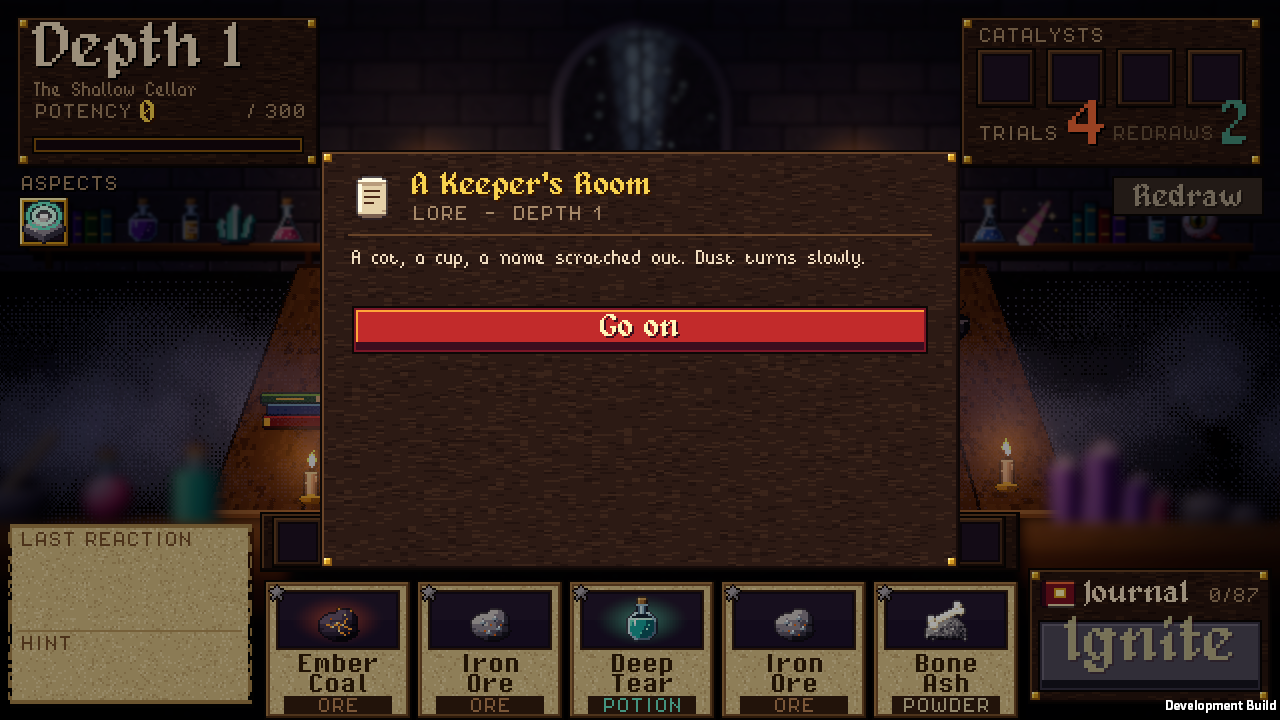 Depth 1
The Shallow Cellar
POTENCY 0 / 300
ASPECTS
CATALYSTS
TRIALS 4 REDRAWS 2
Redraw
A Keeper's Room
LORE - DEPTH 1
A cot, a cup, a name scratched out. Dust turns slowly.
Go on
LAST REACTION
HINT
Ember
Coal
ORE
Iron
Ore
ORE
Deep
Tear
POTION
Iron
Ore
ORE
Bone
Ash
POWDER
Journal 0/87
Ignite
Development Build